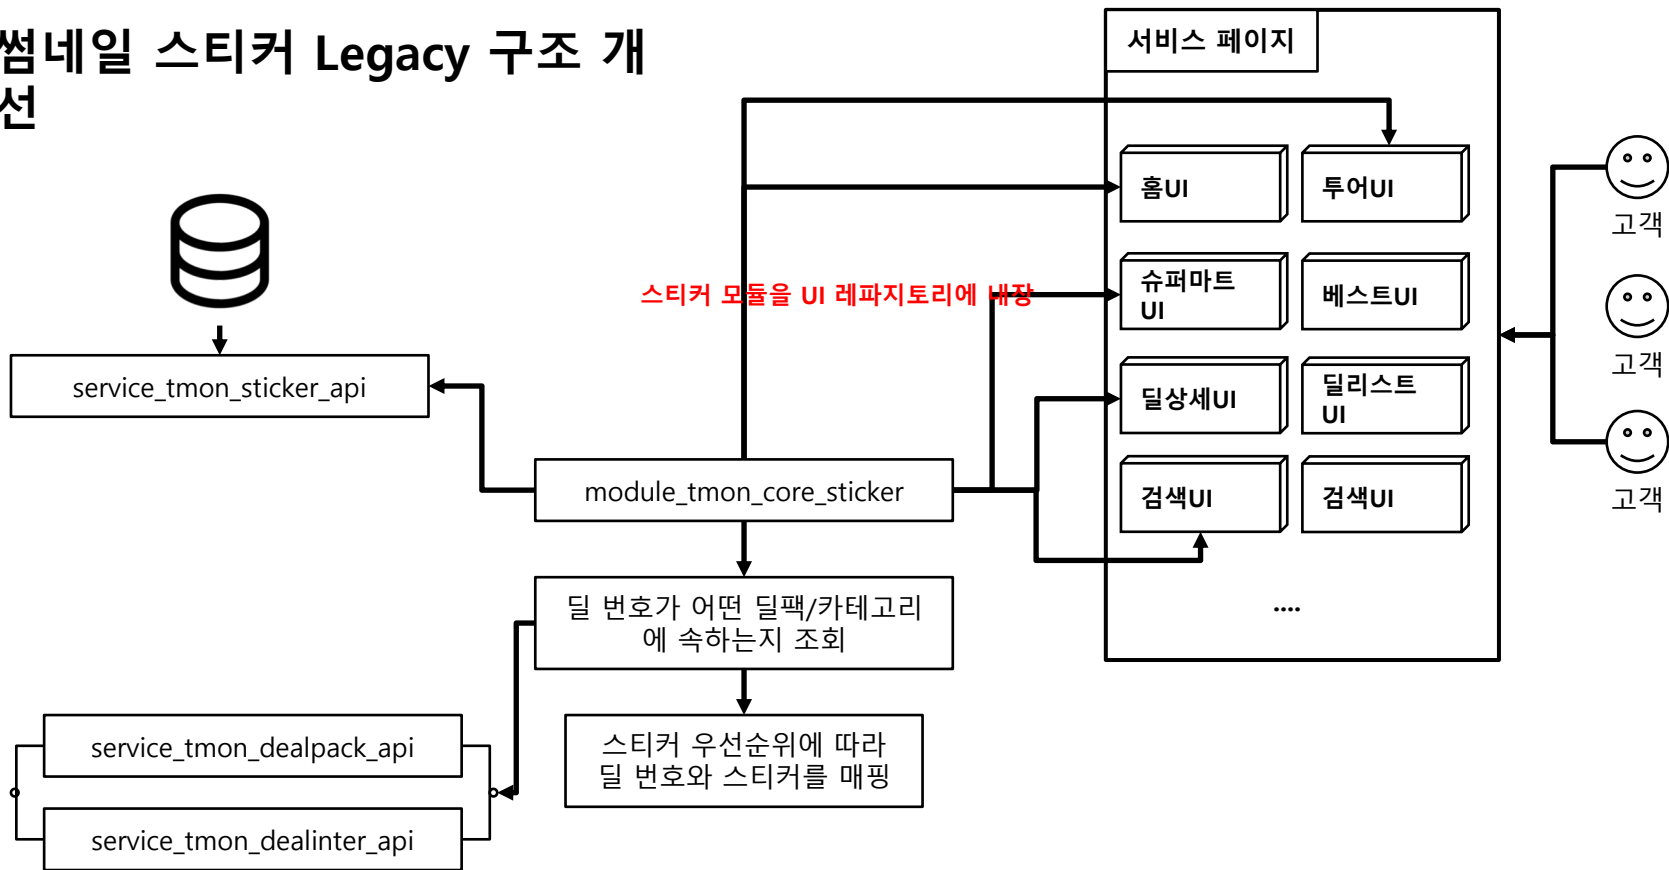 썸네일 스티커 Legacy 구조 개
선
서비스 페이지
홈UI
투어UI
고객
슈퍼마트
UI
베스트UI
스티커 모듈을 UI 레파지토리에 내장
고객
service_tmon_sticker_api
딜상세UI
딜리스트
UI
module_tmon_core_sticker
검색UI
검색UI
고객
딜 번호가 어떤 딜팩/카테고리
에 속하는지 조회
....
service_tmon_dealpack_api
스티커 우선순위에 따라
딜 번호와 스티커를 매핑
service_tmon_dealinter_api